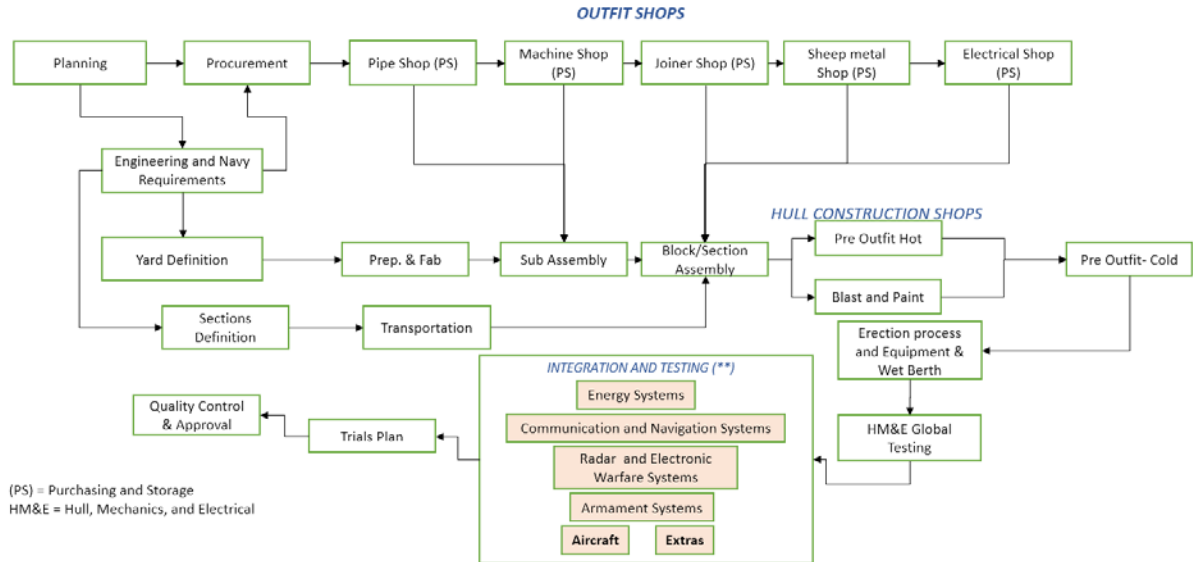 OUTFIT SHOPS
Planning
Procurement
Pipe Shop (PS)
Machine Shop
(PS)
Joiner Shop (PS)
Sheep metal
Shop (PS)
Electrical Shop
(PS)
Engineering and Navy
Requirements
HULL CONSTRUCTION SHOPS
Yard Definition
Prep. & Fab
Sub Assembly
Block/Section
Assembly
Pre Outfit Hot
Blast and Paint
Pre Outfit- Cold
Sections
Definition
Transportation
Erection process
and Equipment &
Wet Berth
HM&E Global
Testing
INTEGRATION AND TESTING (**)
Energy Systems
Communication and Navigation Systems
Radar and Electronic
Warfare Systems
Armament Systems
Aircraft
Extras
Trials Plan
Quality Control
& Approval
(PS) = Purchasing and Storage
HM&E = Hull, Mechanics, and Electrical